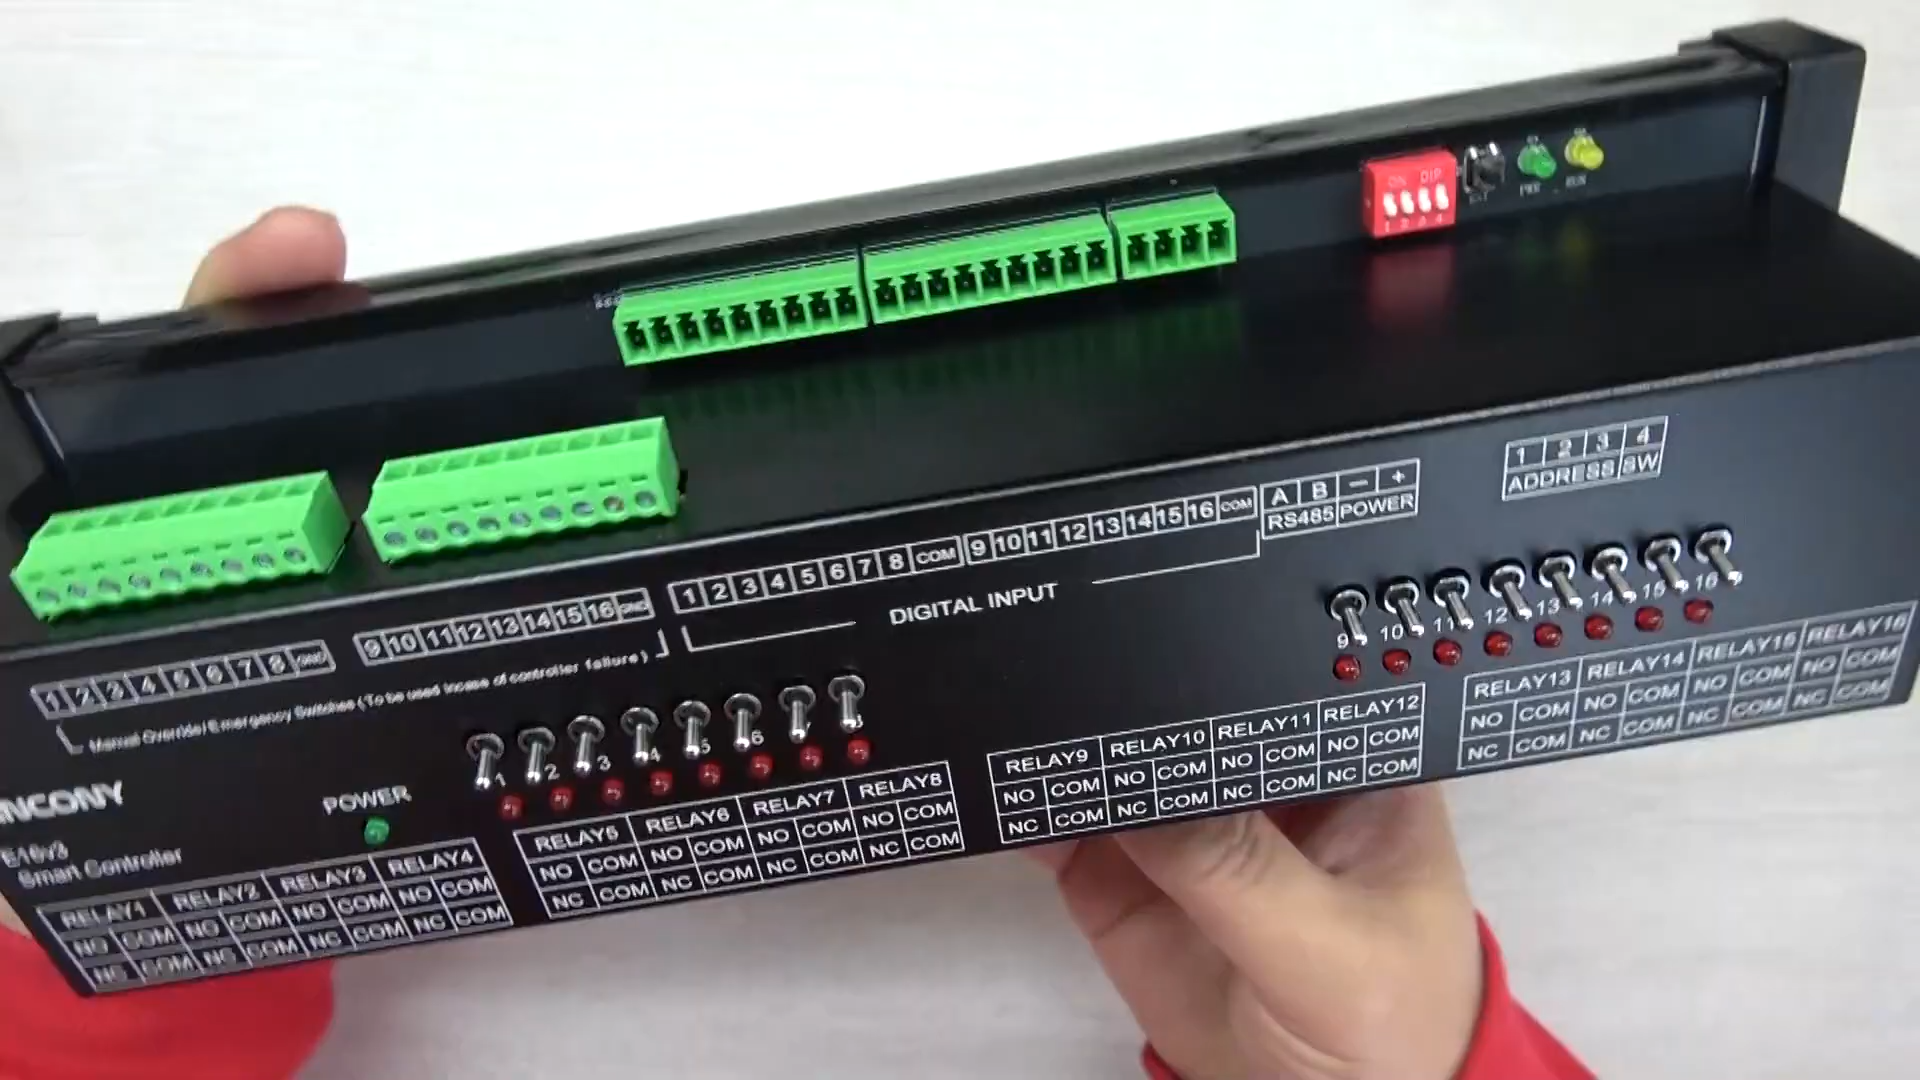 ON DIP
1 2 3 4
PWR RUN
1 2 3 4
ADDRESS SW
A B — +
RS485 POWER
1 2 3 4 5 6 7 8 COM 9 10 11 12 13 14 15 16 COM
DIGITAL INPUT
1 2 3 4 5 6 7 8 GND 9 10 11 12 13 14 15 16 GND
Manual Override/Emergency Switches (To be used incase of controller failure)
NCONY
E16v3
Smart Controller
POWER
1 2 3 4 5 6 7 8
9 10 11 12 13 14 15 16
RELAY1 RELAY2 RELAY3 RELAY4
NO COM NO COM NO COM NO COM
NC COM NC COM NC COM NC COM
RELAY5 RELAY6 RELAY7 RELAY8
NO COM NO COM NO COM NO COM
NC COM NC COM NC COM NC COM
RELAY9 RELAY10 RELAY11 RELAY12
NO COM NO COM NO COM NO COM
NC COM NC COM NC COM NC COM
RELAY13 RELAY14 RELAY15 RELAY16
NO COM NO COM NO COM NO COM
NC COM NC COM NC COM NC COM